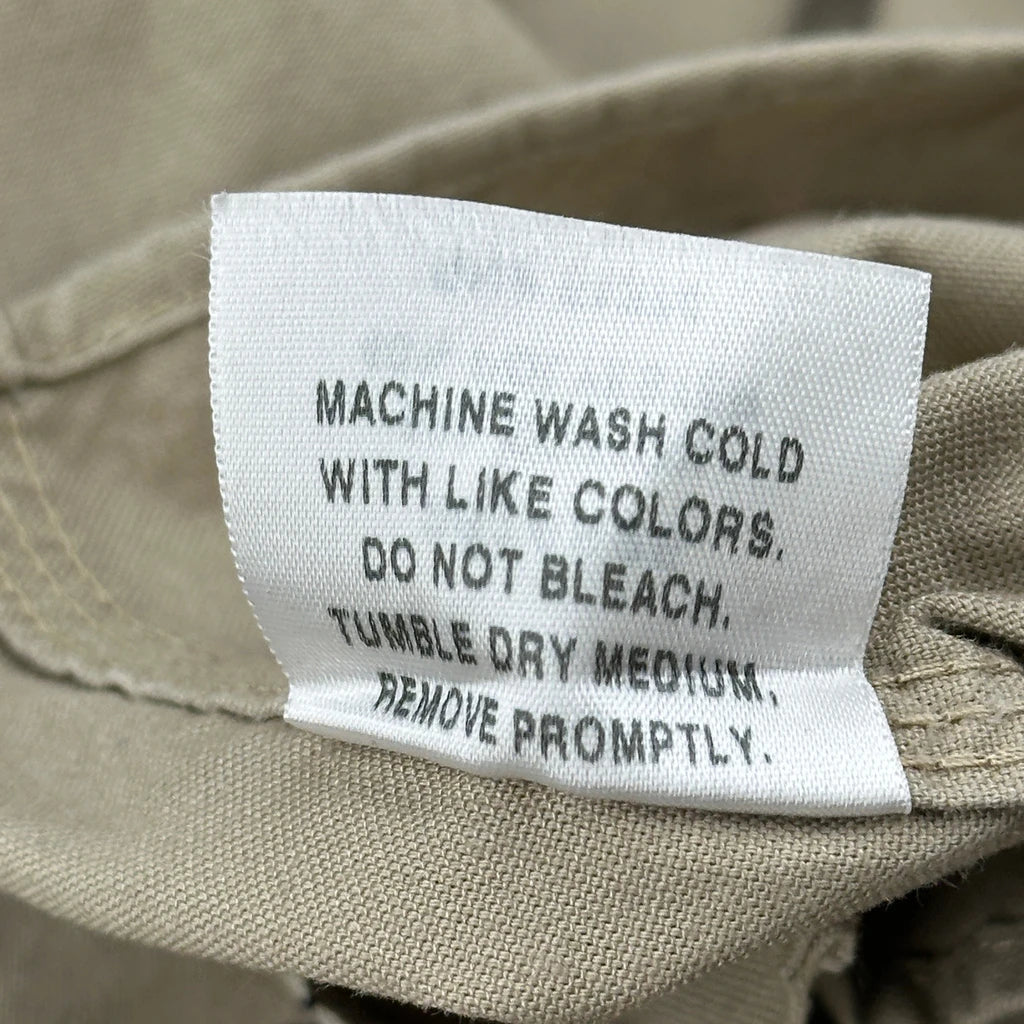 MACHINE WASH COLD
WITH LIKE COLORS.
DO NOT BLEACH.
TUMBLE DRY MEDIUM,
REMOVE PROMPTLY.